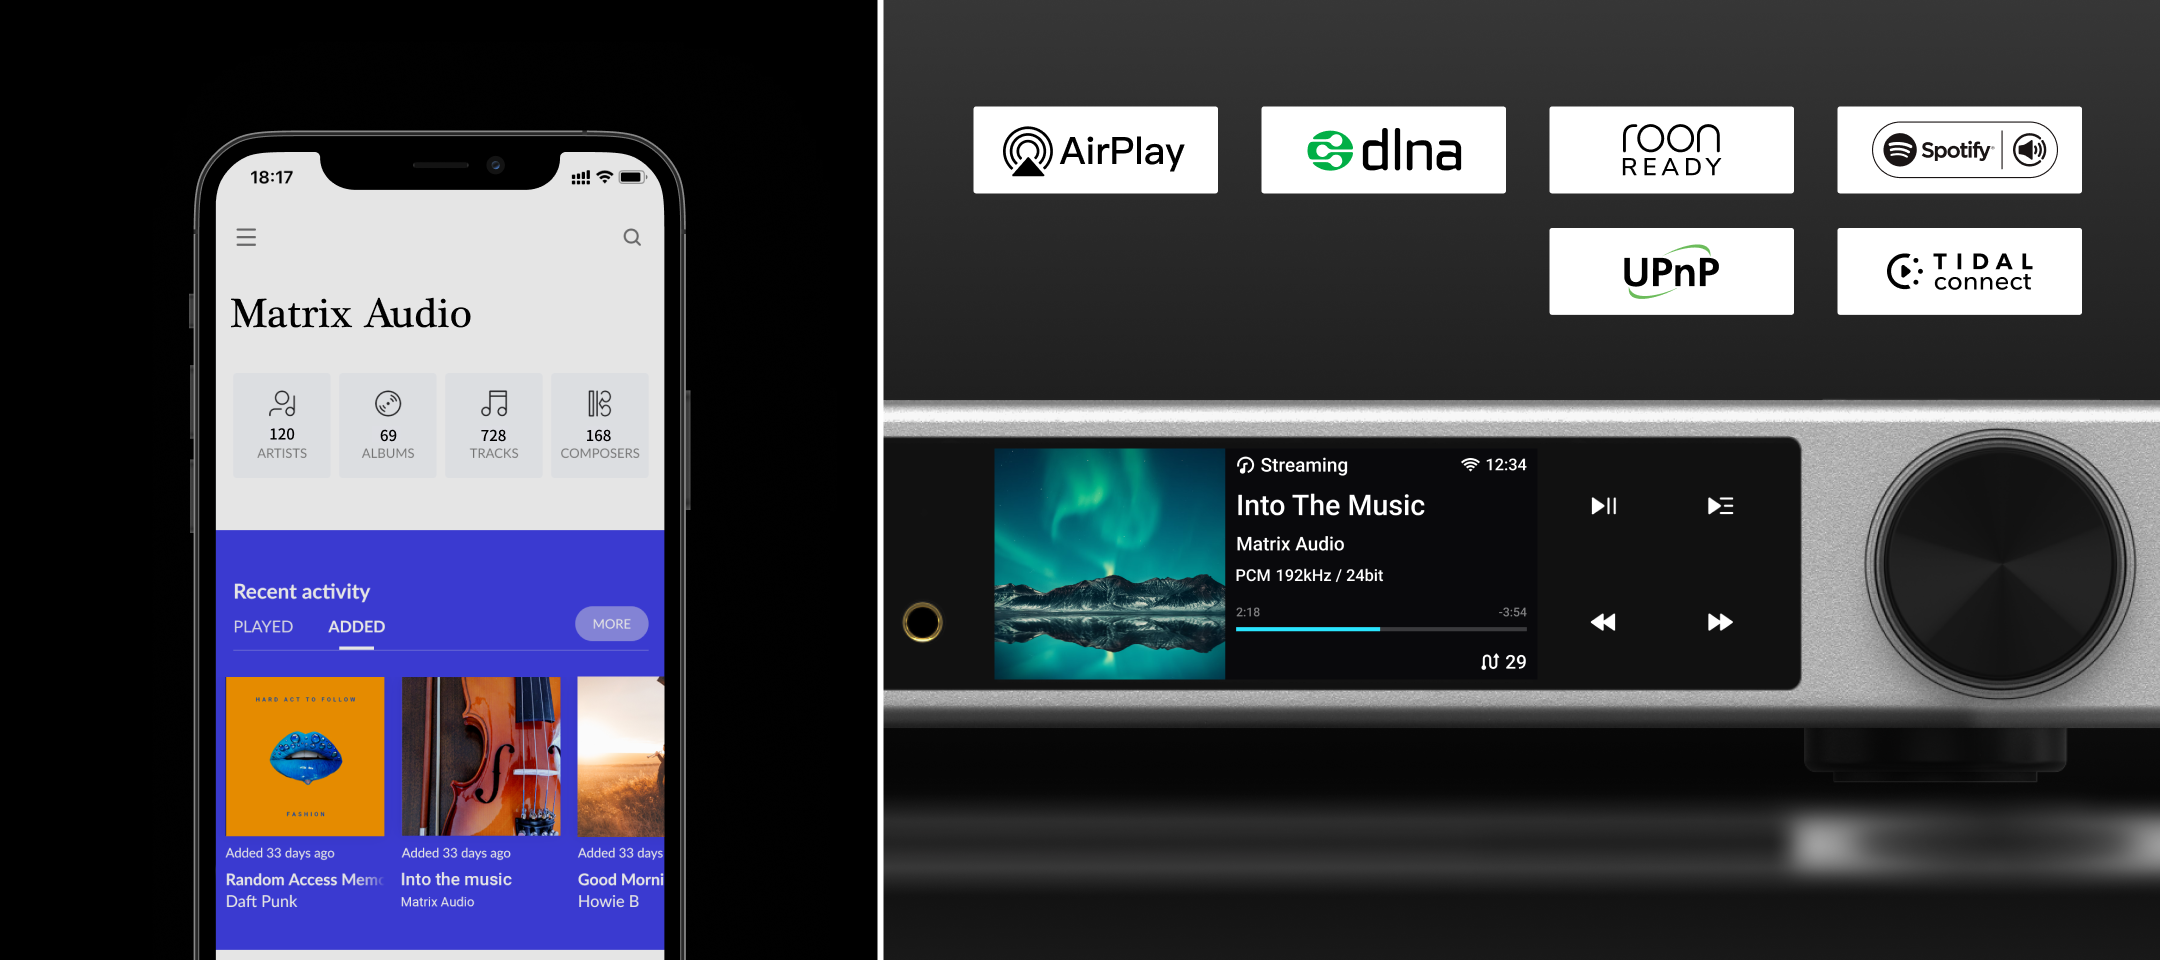 18:17
Matrix Audio
120
ARTISTS
69
ALBUMS
728
TRACKS
168
COMPOSERS
Recent activity
PLAYED
ADDED
MORE
HARD ACT TO FOLLOW
FASHION
Added 33 days ago
Random Access Mem
Daft Punk
Added 33 days ago
Into the music
Matrix Audio
Added 33 days
Good Morni
Howie B
AirPlay
dlna
roon
READY
Spotify
UPnP
TIDAL
connect
Streaming
12:34
Into The Music
Matrix Audio
PCM 192kHz / 24bit
2:18
-3:54
29